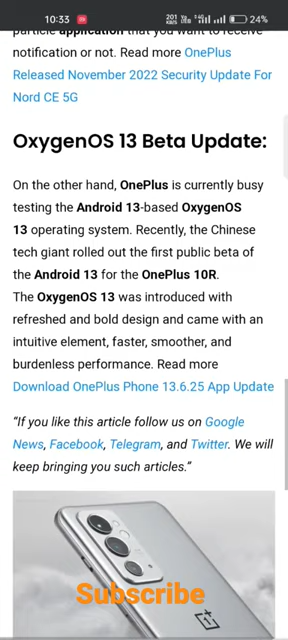 10:33
24%
particle application that you want to receive
notification or not. Read more OnePlus
Released November 2022 Security Update For
Nord CE 5G
OxygenOS 13 Beta Update:
On the other hand, OnePlus is currently busy
testing the Android 13-based OxygenOS
13 operating system. Recently, the Chinese
tech giant rolled out the first public beta of
the Android 13 for the OnePlus 10R.
The OxygenOS 13 was introduced with
refreshed and bold design and came with an
intuitive element, faster, smoother, and
burdenless performance. Read more
Download OnePlus Phone 13.6.25 App Update
“If you like this article follow us on Google
News, Facebook, Telegram, and Twitter. We will
keep bringing you such articles.”
Subscribe